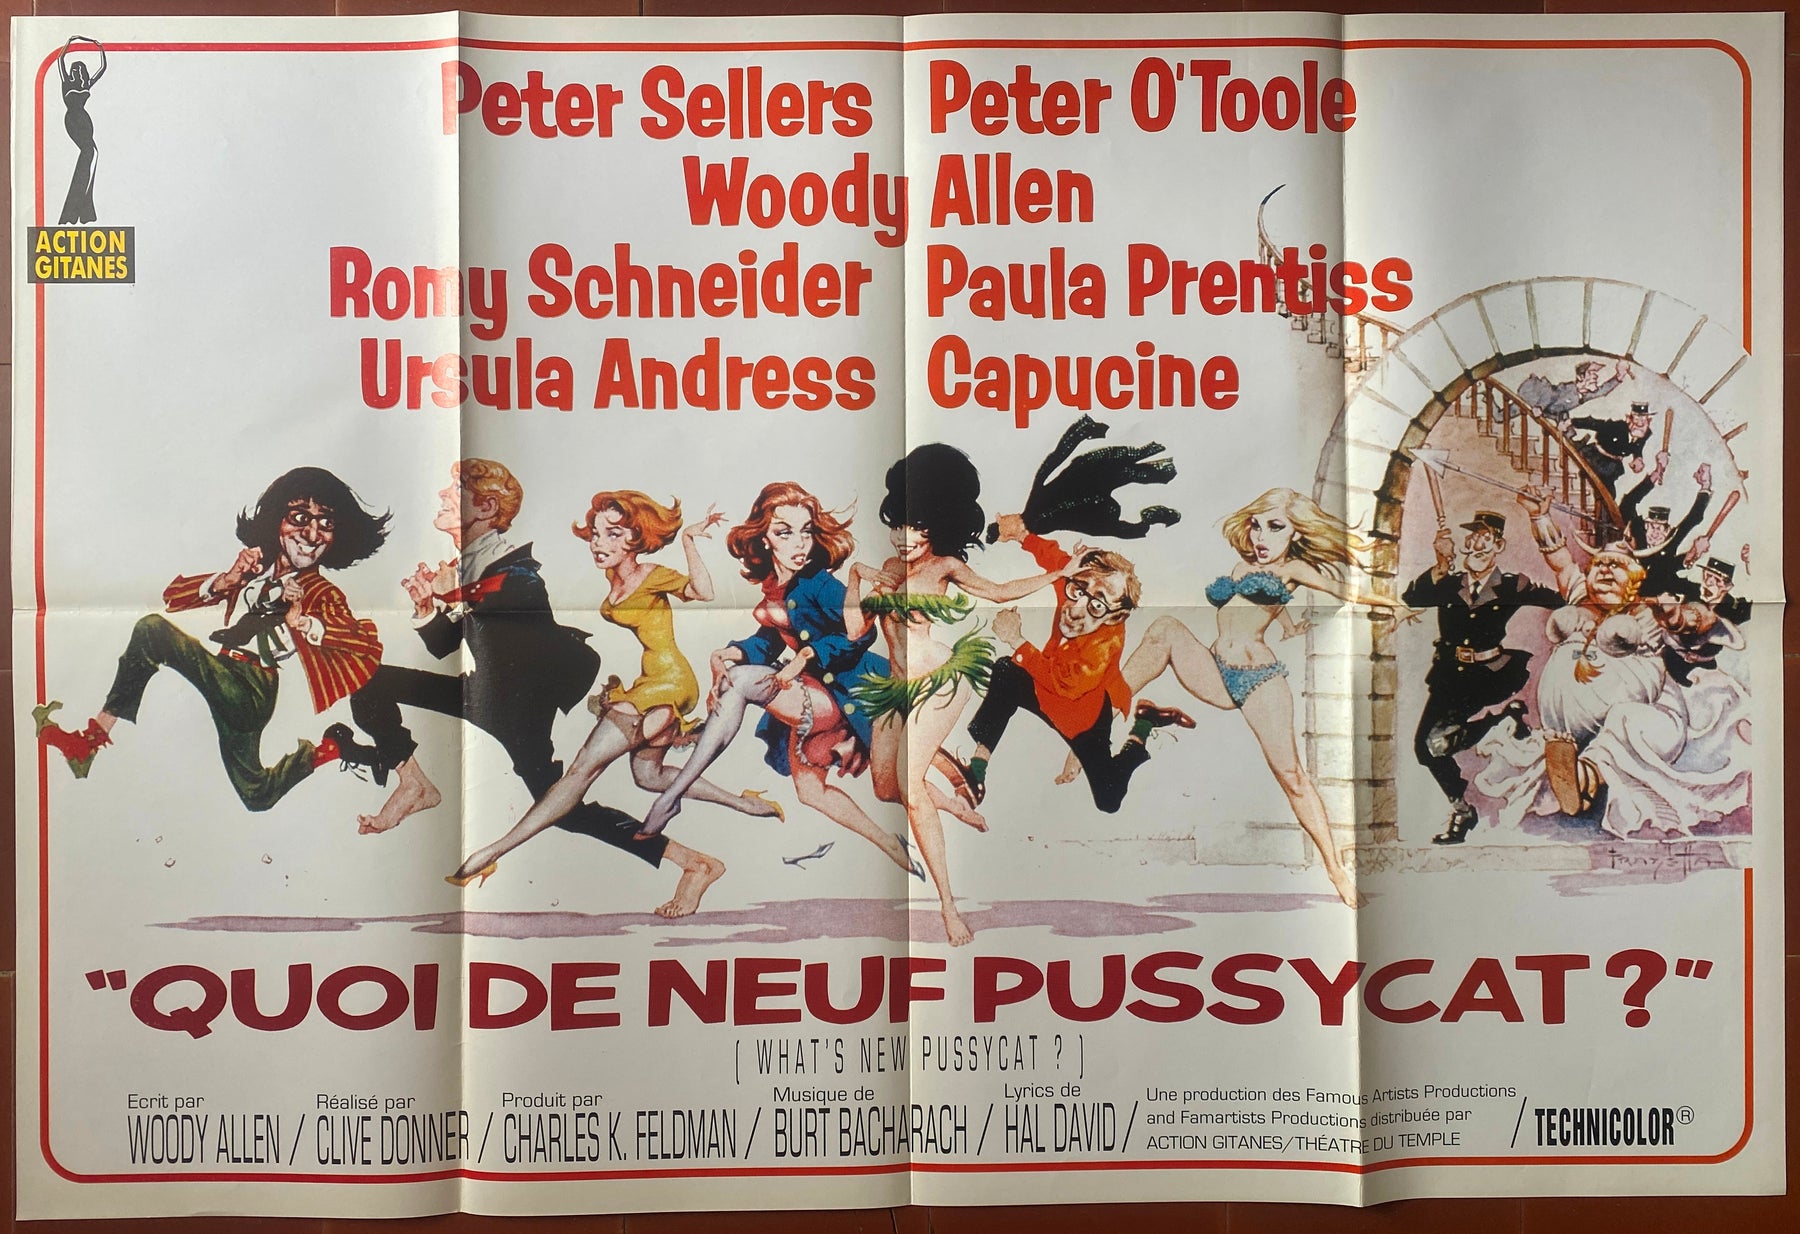 Peter Sellers Peter O'Toole
Woody Allen
Romy Schneider Paula Prentiss
Ursula Andress Capucine
ACTION
GITANES
Frazetta
"QUOI DE NEUF PUSSYCAT ?"
( WHAT'S NEW PUSSYCAT ? )
Ecrit par
WOODY ALLEN /
Réalisé par
CLIVE DONNER /
Produit par
CHARLES K. FELDMAN /
Musique de
BURT BACHARACH /
Lyrics de
HAL DAVID /
Une production des Famous Artists Productions
and Famartists Productions distribuée par
ACTION GITANES/THÉATRE DU TEMPLE
/ TECHNICOLOR®